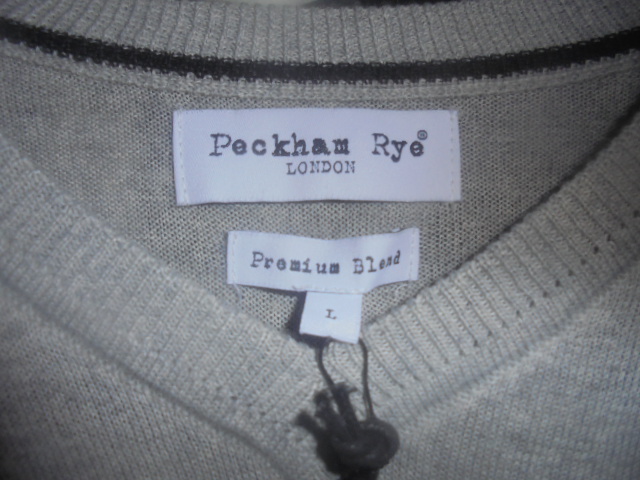 Peckham Rye®
LONDON
Premium Blend
L